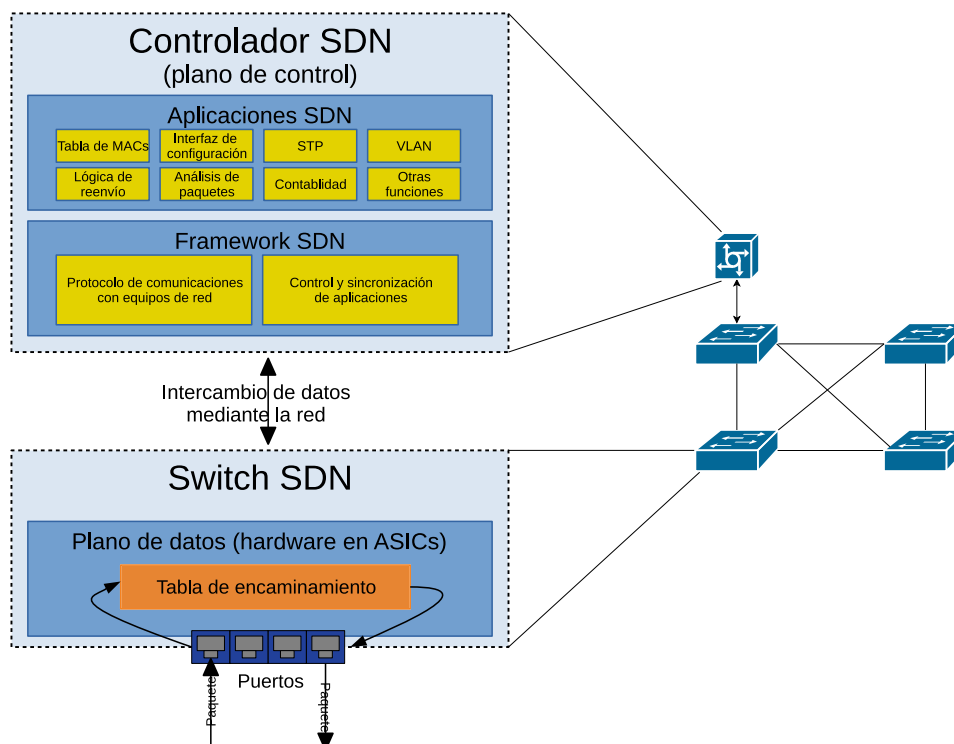 Controlador SDN
(plano de control)
Aplicaciones SDN
Tabla de MACs
Interfaz de
configuración
STP
VLAN
Lógica de
reenvío
Análisis de
paquetes
Contablidad
Otras
funciones
Framework SDN
Protocolo de comunicaciones
con equipos de red
Control y sincronización
de aplicaciones
Intercambio de datos
mediante la red
Switch SDN
Plano de datos (hardware en ASICs)
Tabla de encaminamiento
Puertos
Paquete
Paquete